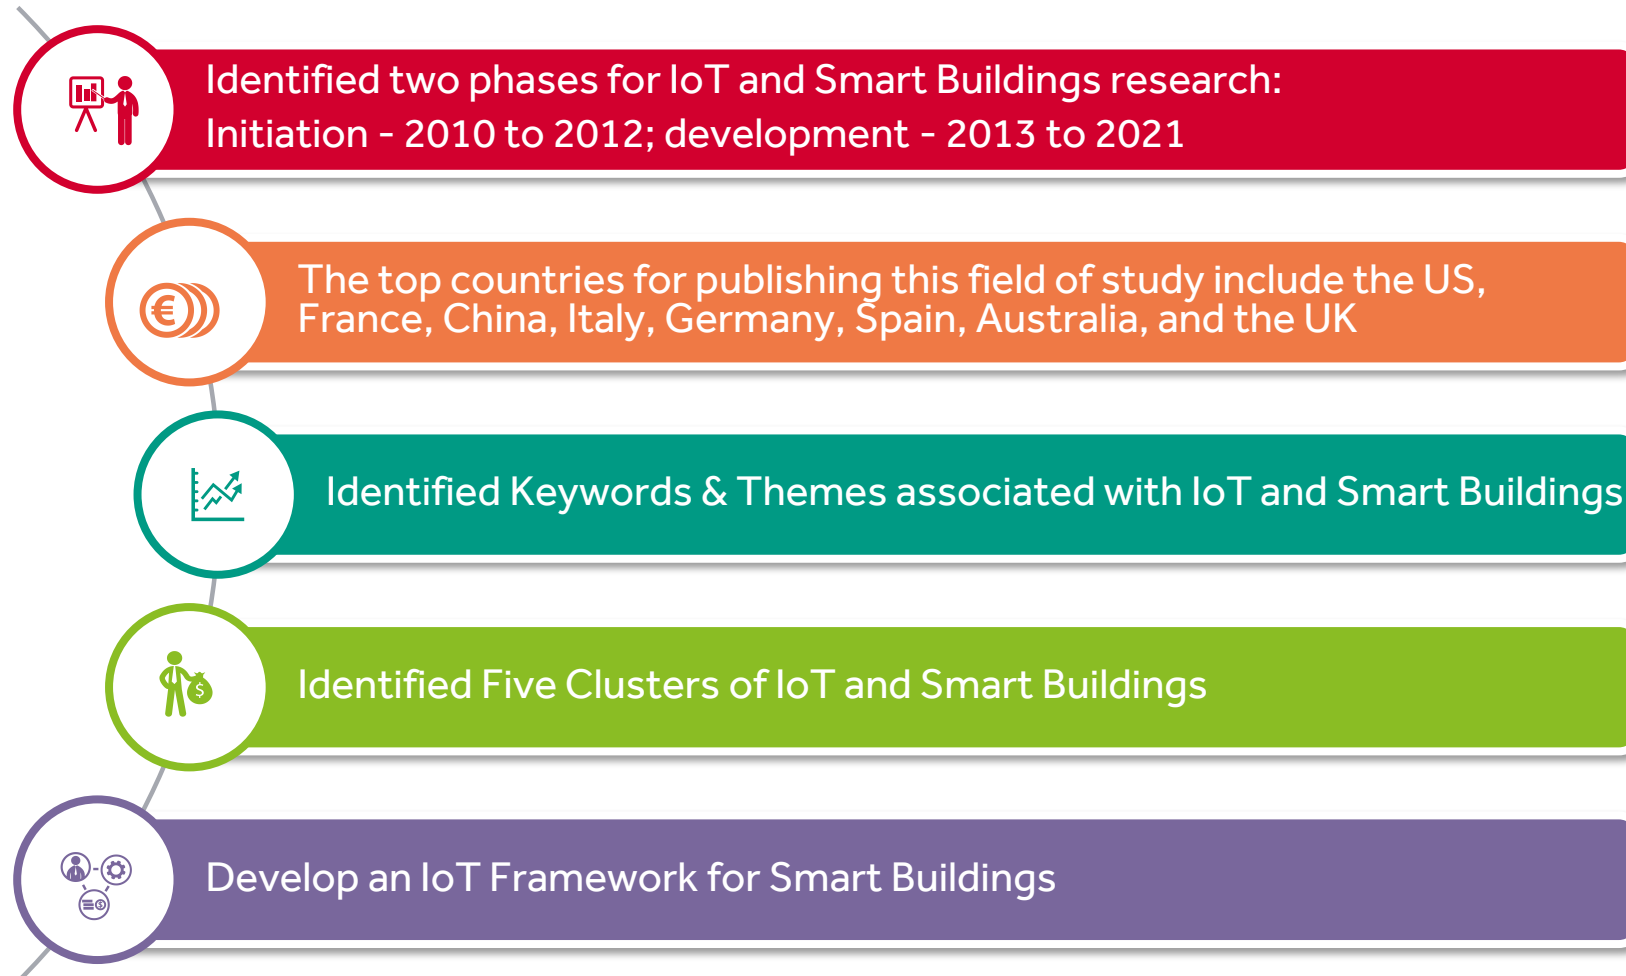 Identified two phases for IoT and Smart Buildings research:
Initiation - 2010 to 2012; development - 2013 to 2021
€
The top countries for publishing this field of study include the US,
France, China, Italy, Germany, Spain, Australia, and the UK
Identified Keywords & Themes associated with IoT and Smart Buildings
$
Identified Five Clusters of IoT and Smart Buildings
$
Develop an IoT Framework for Smart Buildings